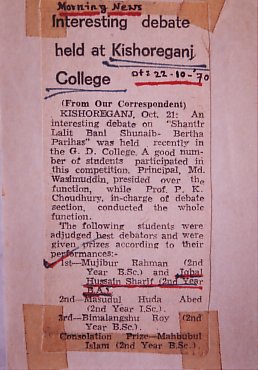 Morning News
Interesting debate
held at Kishoreganj
College
Dt: 22-10-70
(From Our Correspondent)
KISHOREGANJ, Oct. 21: An
interesting debate on "Shantir
Lalit Bani Shunaib- Bertha
Parihas" was held recently in
the G. D. College. A good num-
ber of students participated in
this competition. Principal, Md.
Wasimuddin, presided over the
function, while Prof. P. K.
Choudhury, in-charge of debate
section, conducted the whole
function.
The following students were
adjudged best debators and were
given prizes according to their
performances:-
1st—Mujibur Rahman (2nd
Year B.Sc.) and Iqbal
Hussain Sharif (2nd Year
B.A.)
2nd—Masudul Huda Abed
(2nd Year I.Sc.).
3rd—Bimalangshu Roy (2nd
Year B.Sc.).
Consolation Prize—Mahbubul
Islam (2nd Year B.Sc.).